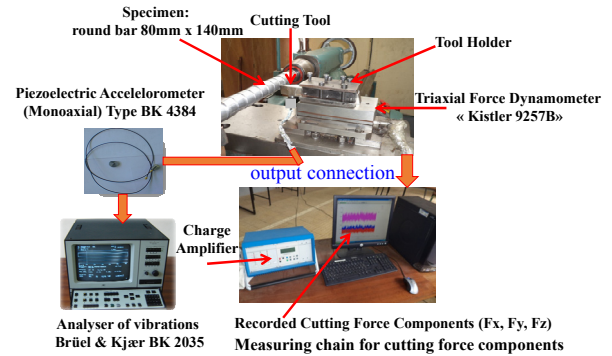 Specimen:
round bar 80mm x 140mm
Cutting Tool
Tool Holder
Piezoelectric Accelelorometer
(Monoaxial) Type BK 4384
Triaxial Force Dynamometer
« Kistler 9257B»
output connection
Charge
Amplifier
Analyser of vibrations
Brüel & Kjær BK 2035
Recorded Cutting Force Components (Fx, Fy, Fz)
Measuring chain for cutting force components